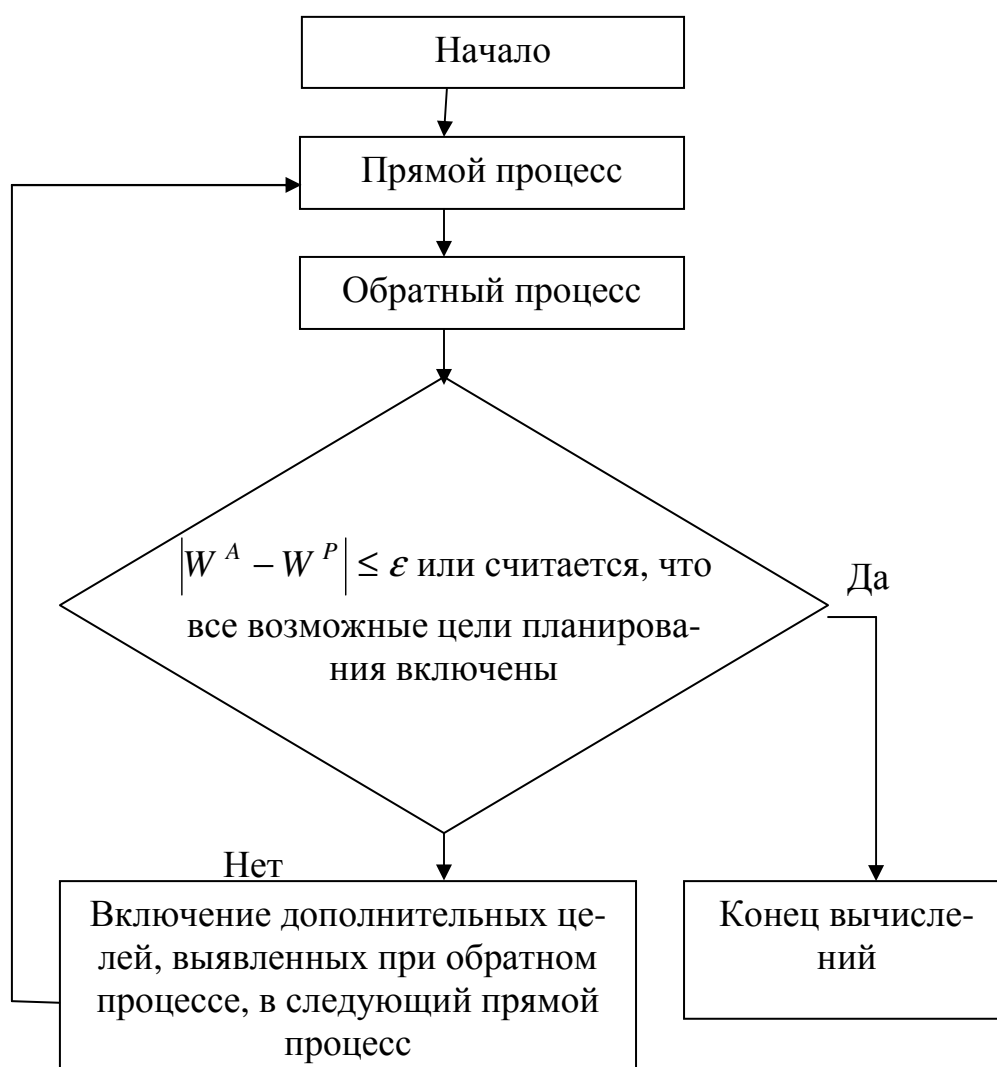 Начало
Прямой процесс
Обратный процесс
|W^A − W^P| ≤ ε или считается, что
все возможные цели планирова-
ния включены
Да
Нет
Включение дополнительных це-
лей, выявленных при обратном
процессе, в следующий прямой
процесс
Конец вычисле-
ний